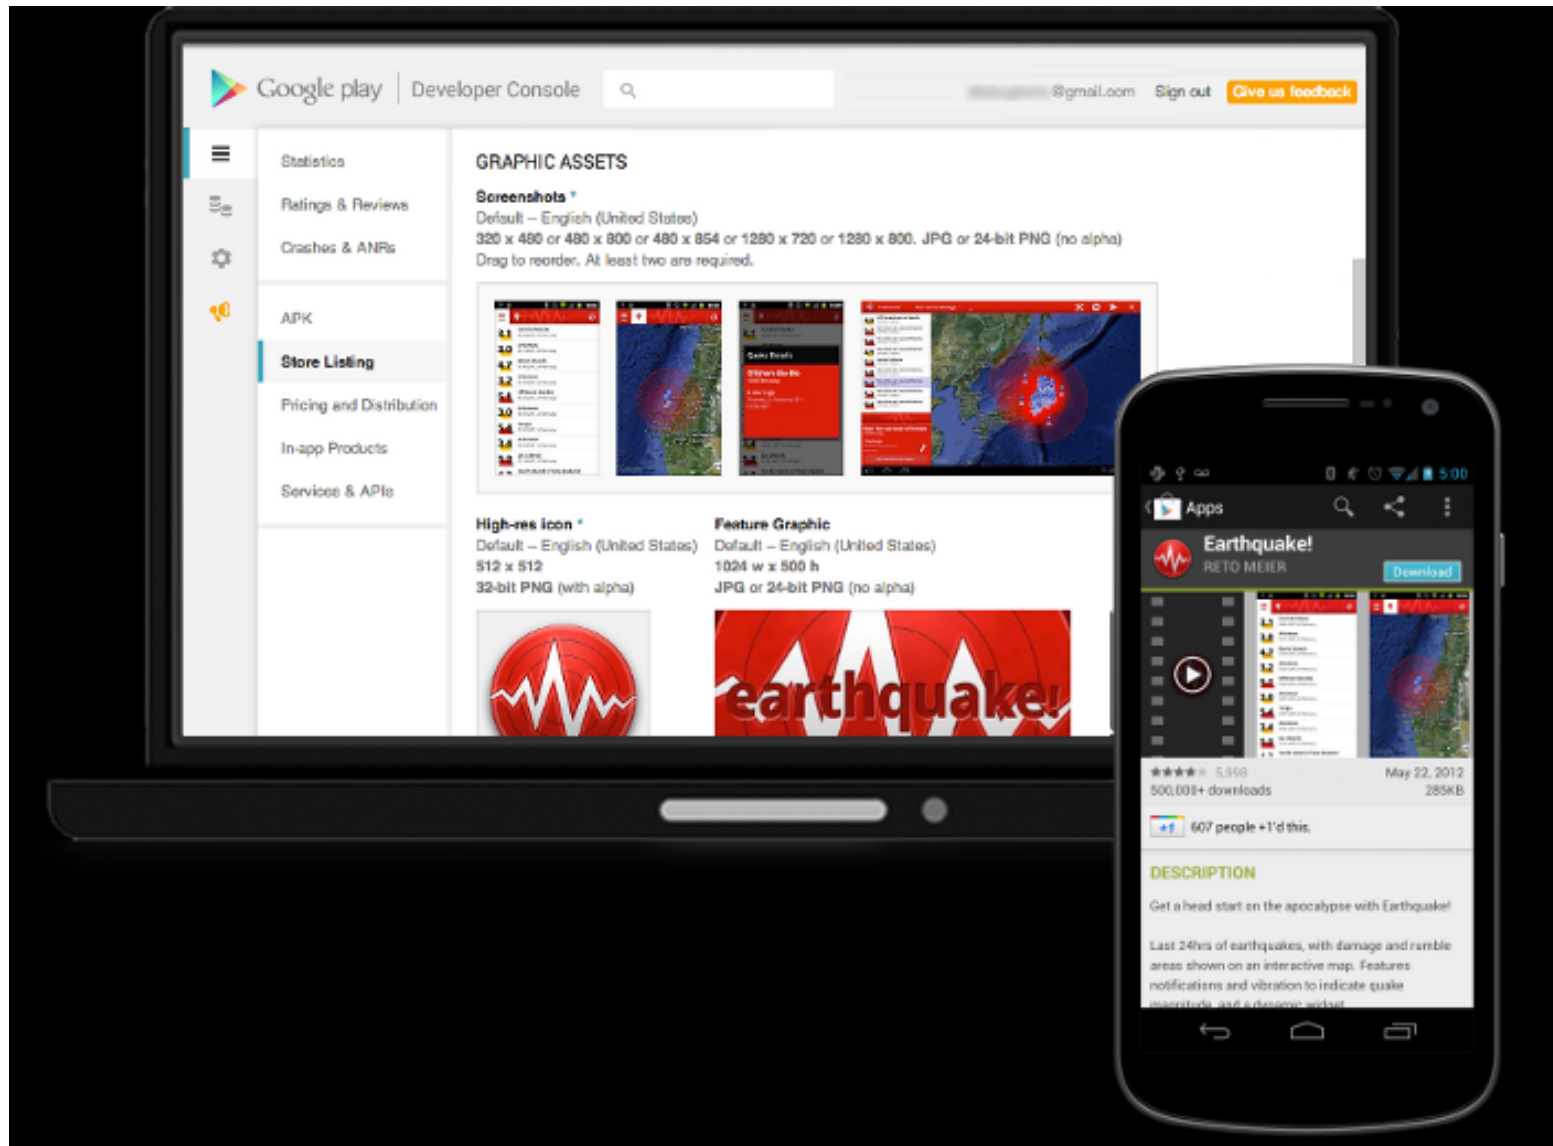 Google play
Developer Console
@gmail.com
Sign out
Give us feedback
Statistics
Ratings & Reviews
Crashes & ANRs
APK
Store Listing
Pricing and Distribution
In-app Products
Services & APIs
GRAPHIC ASSETS
Screenshots *
Default – English (United States)
320 x 480 or 480 x 800 or 480 x 854 or 1280 x 720 or 1280 x 800. JPG or 24-bit PNG (no alpha)
Drag to reorder. At least two are required.
Quake Details
High-res icon *
Default – English (United States)
512 x 512
32-bit PNG (with alpha)
Feature Graphic
Default – English (United States)
1024 w x 500 h
JPG or 24-bit PNG (no alpha)
earthquake!
5:00
Apps
Earthquake!
RETO MEIER
Download
5,998
May 22, 2012
500,000+ downloads
285KB
+1
607 people +1'd this.
DESCRIPTION
Get a head start on the apocalypse with Earthquake!
Last 24hrs of earthquakes, with damage and rumble
areas shown on an interactive map. Features
notifications and vibration to indicate quake
magnitude, and a dynamic widget